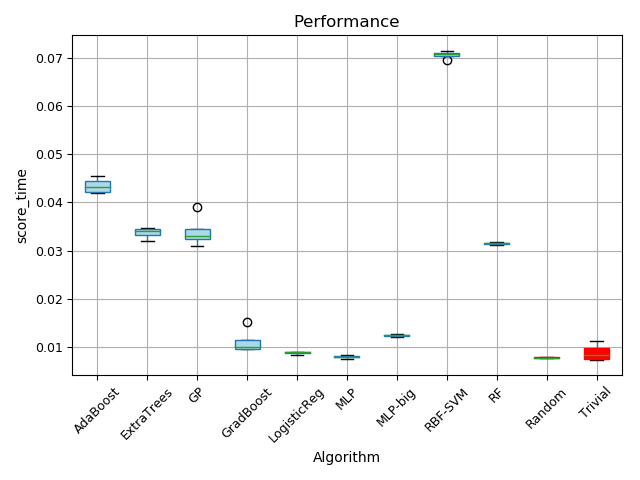 Performance
score_time
0.07
0.06
0.05
0.04
0.03
0.02
0.01
AdaBoost
ExtraTrees
GP
GradBoost
LogisticReg
MLP
MLP-big
RBF-SVM
RF
Random
Trivial
Algorithm